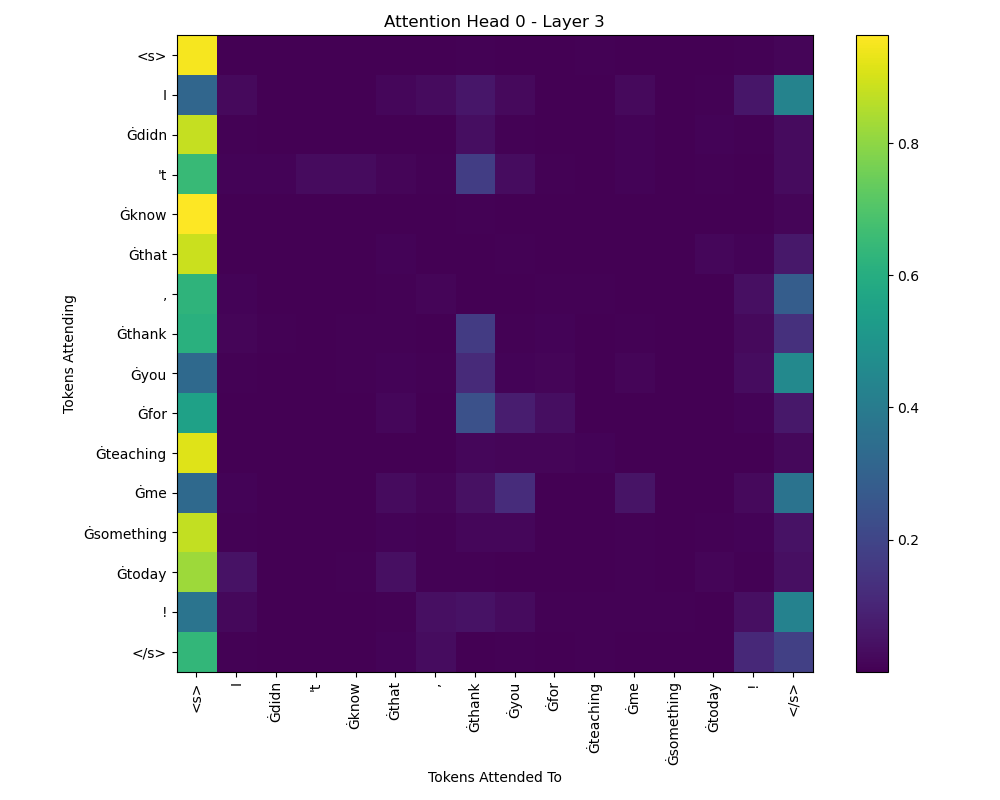 Attention Head 0 - Layer 3
Tokens Attending
<s>
I
Ġdidn
't
Ġknow
Ġthat
,
Ġthank
Ġyou
Ġfor
Ġteaching
Ġme
Ġsomething
Ġtoday
!
</s>
<s>
I
Ġdidn
't
Ġknow
Ġthat
,
Ġthank
Ġyou
Ġfor
Ġteaching
Ġme
Ġsomething
Ġtoday
!
</s>
Tokens Attended To
0.8
0.6
0.4
0.2